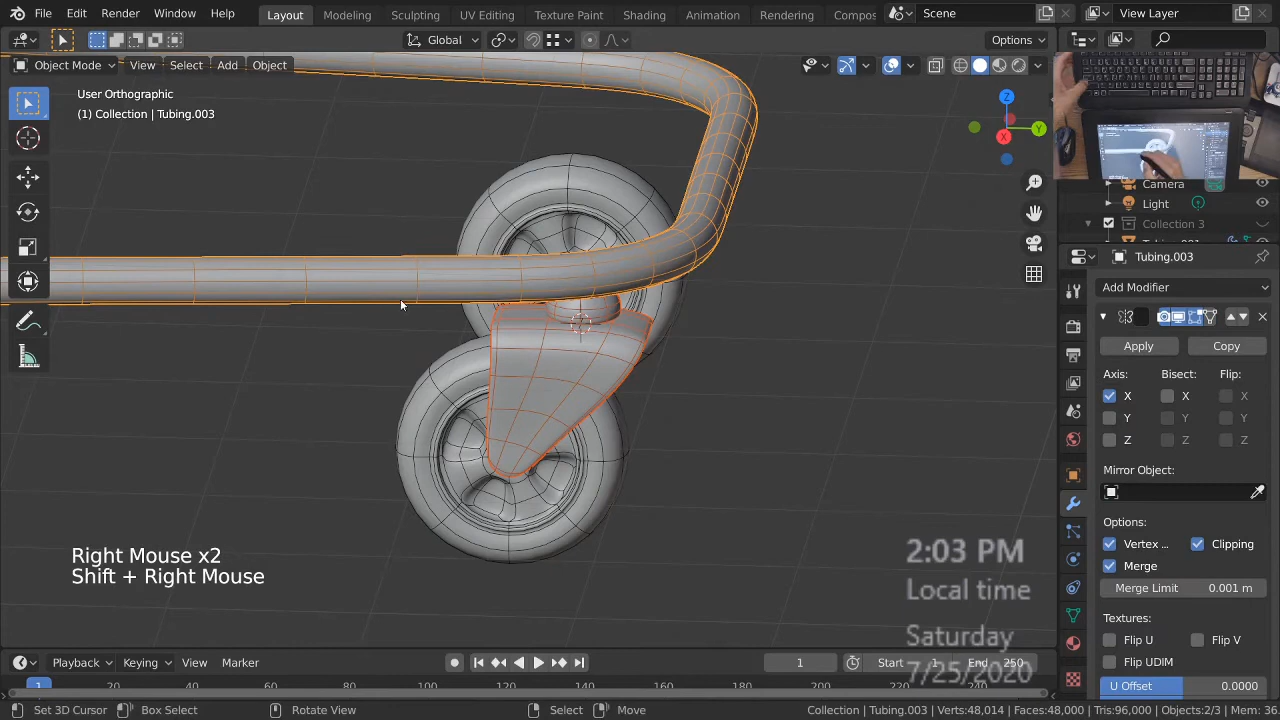 File Edit Render Window Help Layout Modeling Sculpting UV Editing Texture Paint Shading Animation Rendering Compos Scene View Layer
Global Options
Object Mode View Select Add Object
User Orthographic
(1) Collection | Tubing.003
Z
Y
X
Camera
Light
Collection 3
Tubing.003
Add Modifier
Apply Copy
Axis: Bisect: Flip:
X X X
Y Y Y
Z Z Z
Mirror Object:
Options:
Vertex ... Clipping
Merge
Merge Limit 0.001 m
Textures:
Flip U Flip V
Flip UDIM
U Offset 0.0000
Right Mouse x2
Shift + Right Mouse
2:03 PM
Local time
Saturday
7/25/2020
Playback Keying View Marker 1 Start 1 End 250
1 20 40 60 80 100 120 140 160 180 200 220 240
Set 3D Cursor Box Select Rotate View Select Move Collection | Tubing.003 | Verts:48,014 | Faces:48,000 | Tris:96,000 | Objects:2/3 | Mem: 36